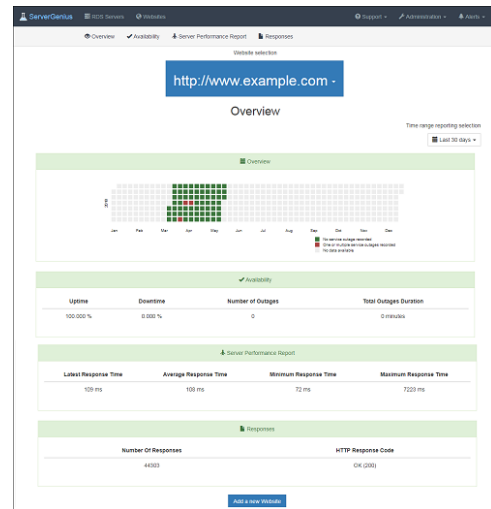 ServerGenius RDS Servers Websites Support Administration Alerts
Overview Availability Server Performance Report Responses
Website selection
http://www.example.com
Overview
Time range reporting selection
Last 30 days
Overview
2019
Jan Feb Mar Apr May Jun Jul Aug Sep Oct Nov Dec
No service outage recorded
One or multiple service outages recorded
No data available
Availability
Uptime Downtime Number of Outages Total Outages Duration
100.000 % 0.000 % 0 0 minutes
Server Performance Report
Latest Response Time Average Response Time Minimum Response Time Maximum Response Time
109 ms 108 ms 72 ms 7223 ms
Responses
Number Of Responses HTTP Response Code
44303 OK (200)
Add a new Website